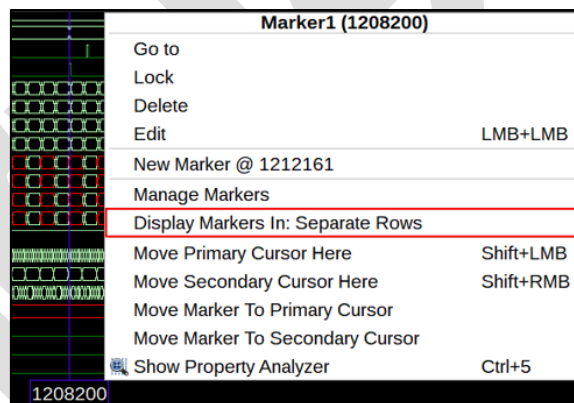 Marker1 (1208200)
Go to
Lock
Delete
Edit LMB+LMB
New Marker @ 1212161
Manage Markers
Display Markers In: Separate Rows
Move Primary Cursor Here Shift+LMB
Move Secondary Cursor Here Shift+RMB
Move Marker To Primary Cursor
Move Marker To Secondary Cursor
Show Property Analyzer Ctrl+5
1208200